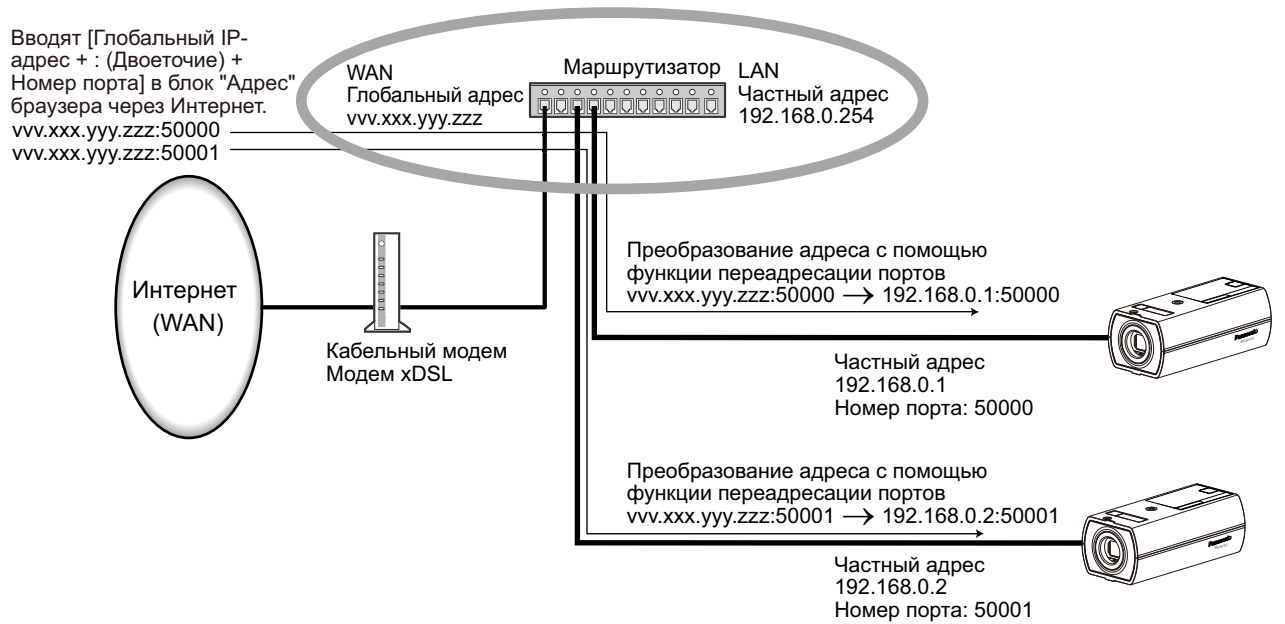 Вводят [Глобальный IP-
адрес + : (Двоеточие) +
Номер порта] в блок "Адрес"
браузера через Интернет.
vvv.xxx.yyy.zzz:50000
vvv.xxx.yyy.zzz:50001
WAN
Глобальный адрес
vvv.xxx.yyy.zzz
Маршрутизатор
LAN
Частный адрес
192.168.0.254
Интернет
(WAN)
Кабельный модем
Модем xDSL
Преобразование адреса с помощью
функции переадресации портов
vvv.xxx.yyy.zzz:50000 → 192.168.0.1:50000
Panasonic
Частный адрес
192.168.0.1
Номер порта: 50000
Преобразование адреса с помощью
функции переадресации портов
vvv.xxx.yyy.zzz:50001 → 192.168.0.2:50001
Panasonic
Частный адрес
192.168.0.2
Номер порта: 50001